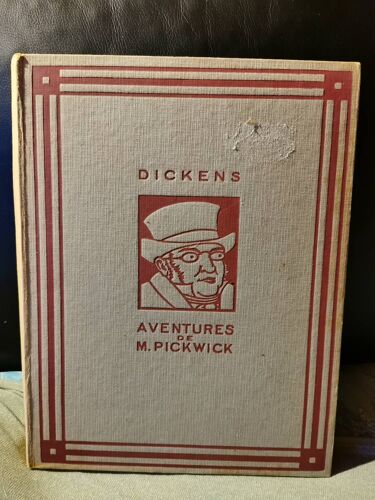 DICKENS
AVENTURES
DE
M. PICKWICK